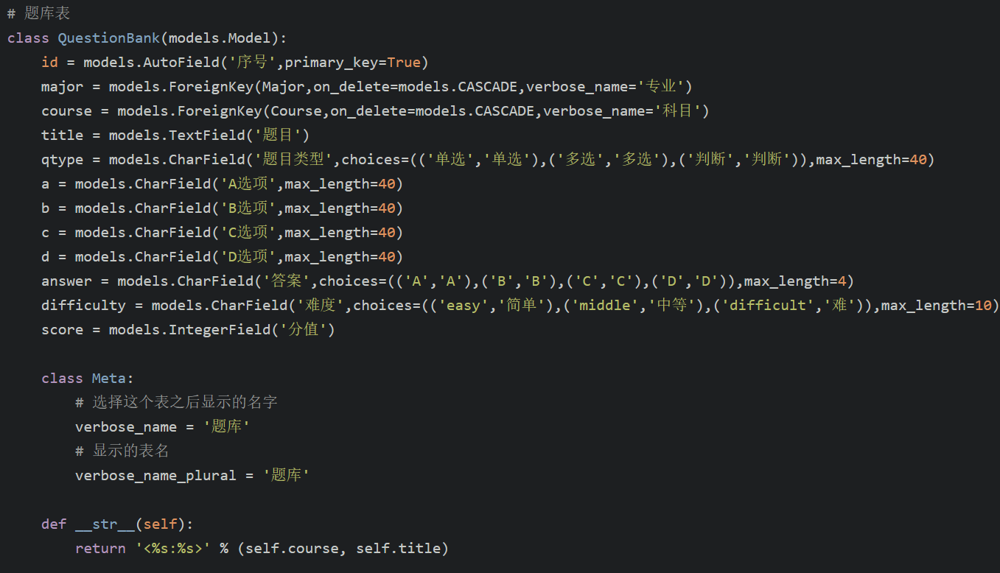 # 题库表
class QuestionBank(models.Model):
    id = models.AutoField('序号',primary_key=True)
    major = models.ForeignKey(Major,on_delete=models.CASCADE,verbose_name='专业')
    course = models.ForeignKey(Course,on_delete=models.CASCADE,verbose_name='科目')
    title = models.TextField('题目')
    qtype = models.CharField('题目类型',choices=(('单选','单选'),('多选','多选'),('判断','判断')),max_length=40)
    a = models.CharField('A选项',max_length=40)
    b = models.CharField('B选项',max_length=40)
    c = models.CharField('C选项',max_length=40)
    d = models.CharField('D选项',max_length=40)
    answer = models.CharField('答案',choices=(('A','A'),('B','B'),('C','C'),('D','D')),max_length=4)
    difficulty = models.CharField('难度',choices=(('easy','简单'),('middle','中等'),('difficult','难')),max_length=10)
    score = models.IntegerField('分值')

    class Meta:
        # 选择这个表之后显示的名字
        verbose_name = '题库'
        # 显示的表名
        verbose_name_plural = '题库'

    def __str__(self):
        return '<%s:%s>' % (self.course, self.title)